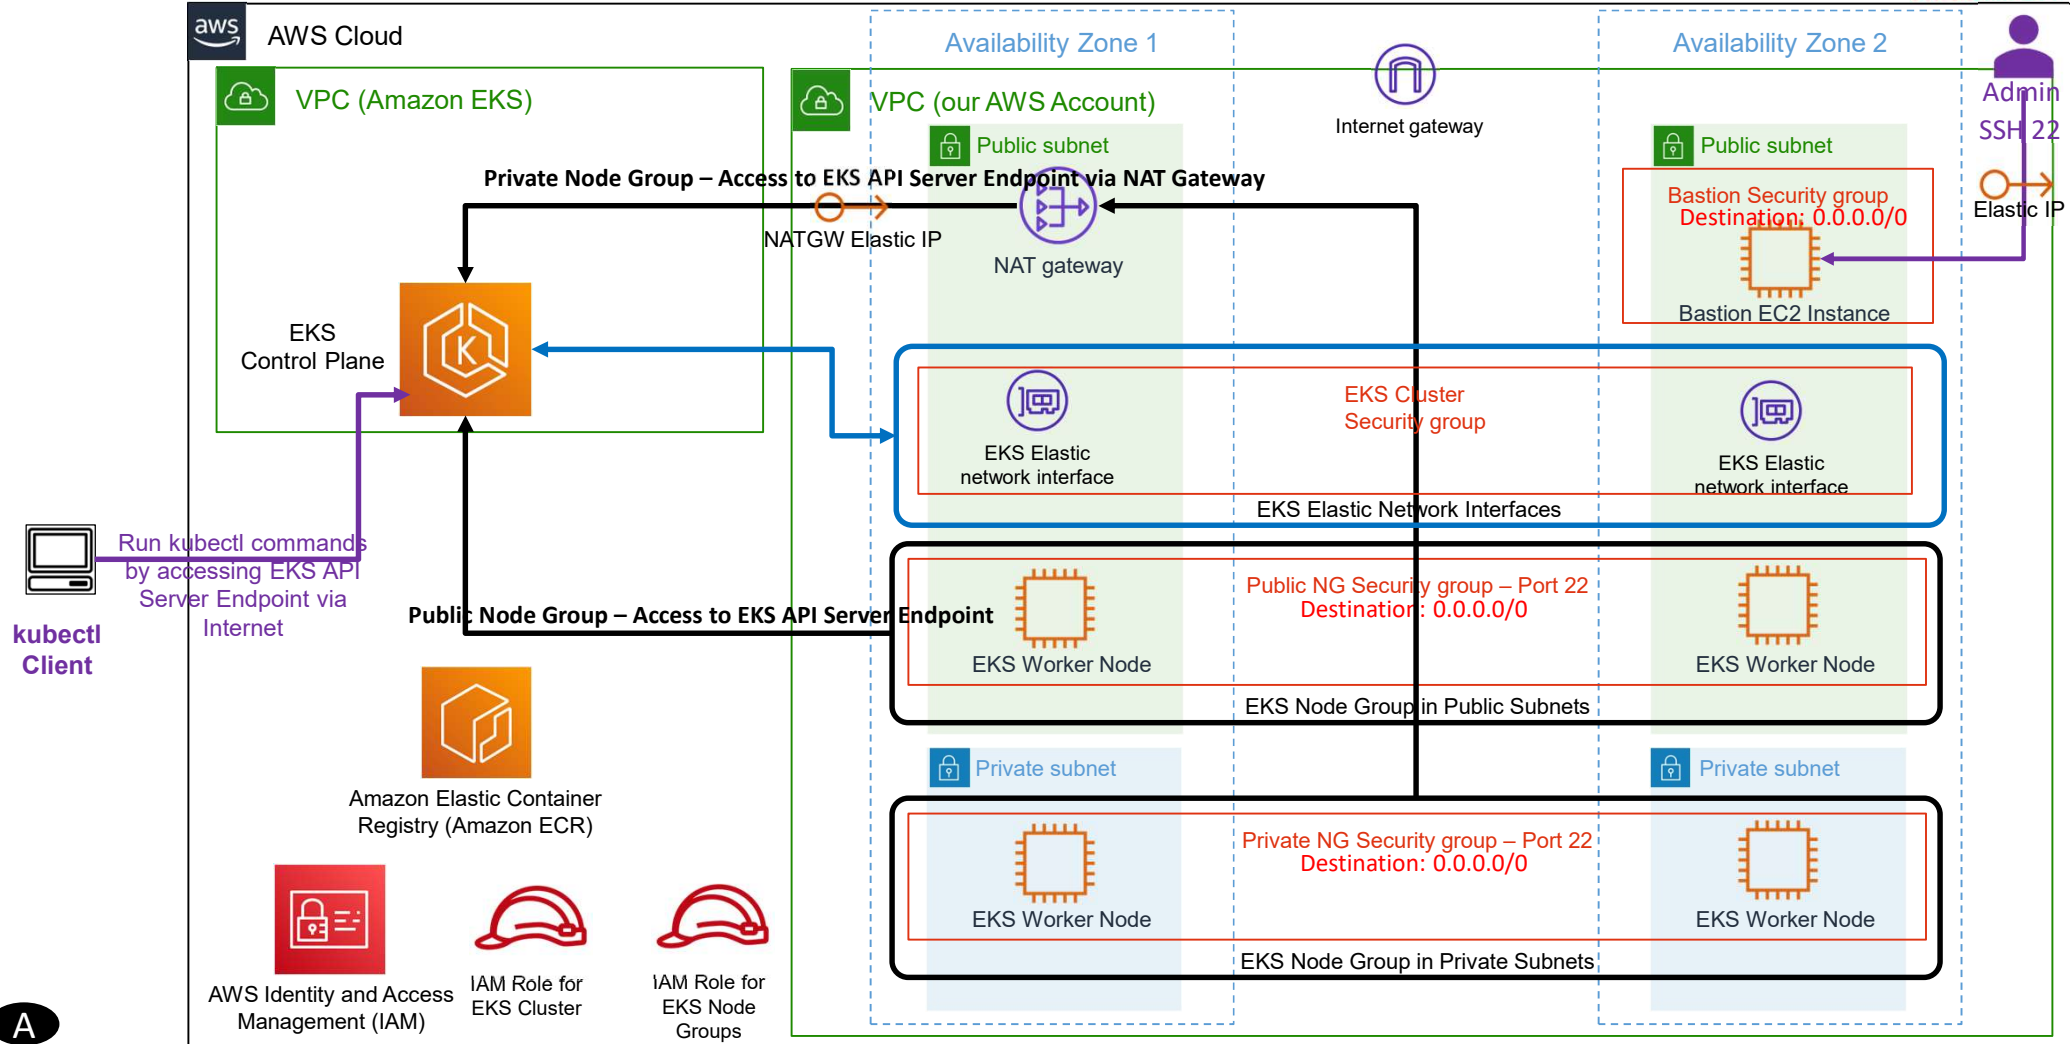 aws
AWS Cloud
Availability Zone 1
Availability Zone 2
VPC (Amazon EKS)
VPC (our AWS Account)
Internet gateway
Admin
SSH 22
Elastic IP
Public subnet
Public subnet
Private Node Group – Access to EKS API Server Endpoint via NAT Gateway
NATGW Elastic IP
NAT gateway
Bastion Security group
Destination: 0.0.0.0/0
Bastion EC2 Instance
EKS
Control Plane
K
EKS Cluster
Security group
EKS Elastic
network interface
EKS Elastic
network interface
EKS Elastic Network Interfaces
Run kubectl commands
by accessing EKS API
Server Endpoint via
Internet
kubectl
Client
Public Node Group – Access to EKS API Server Endpoint
Public NG Security group – Port 22
Destination: 0.0.0.0/0
EKS Worker Node
EKS Worker Node
EKS Node Group in Public Subnets
Private subnet
Private subnet
Amazon Elastic Container
Registry (Amazon ECR)
Private NG Security group – Port 22
Destination: 0.0.0.0/0
EKS Worker Node
EKS Worker Node
EKS Node Group in Private Subnets
AWS Identity and Access
Management (IAM)
IAM Role for
EKS Cluster
IAM Role for
EKS Node
Groups
A